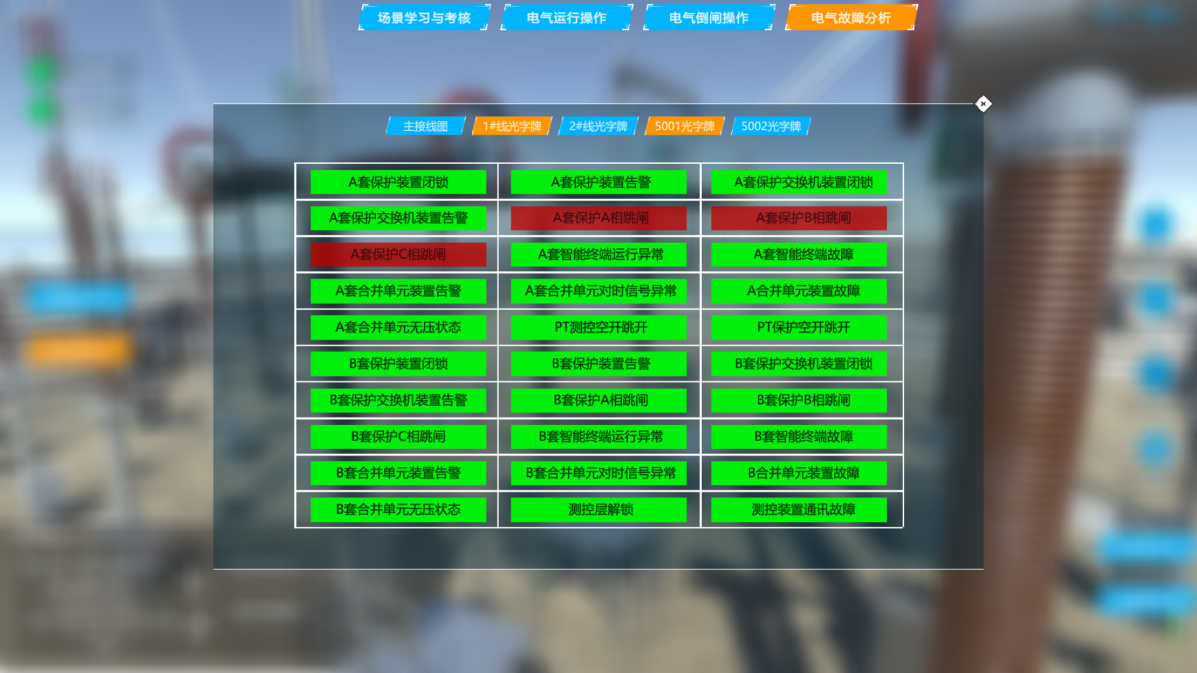 场景学习与考核 电气运行操作 电气倒闸操作 电气故障分析
主接线图 1#线光字牌 2#线光字牌 5001光字牌 5002光字牌
A套保护装置闭锁 A套保护装置告警 A套保护交换机装置闭锁
A套保护交换机装置告警 A套保护A相跳闸 A套保护B相跳闸
A套保护C相跳闸 A套智能终端运行异常 A套智能终端故障
A套合并单元装置告警 A套合并单元对时信号异常 A合并单元装置故障
A套合并单元无压状态 PT测控空开跳开 PT保护空开跳开
B套保护装置闭锁 B套保护装置告警 B套保护交换机装置闭锁
B套保护交换机装置告警 B套保护A相跳闸 B套保护B相跳闸
B套保护C相跳闸 B套智能终端运行异常 B套智能终端故障
B套合并单元装置告警 B套合并单元对时信号异常 B合并单元装置故障
B套合并单元无压状态 测控层解锁 测控装置通讯故障